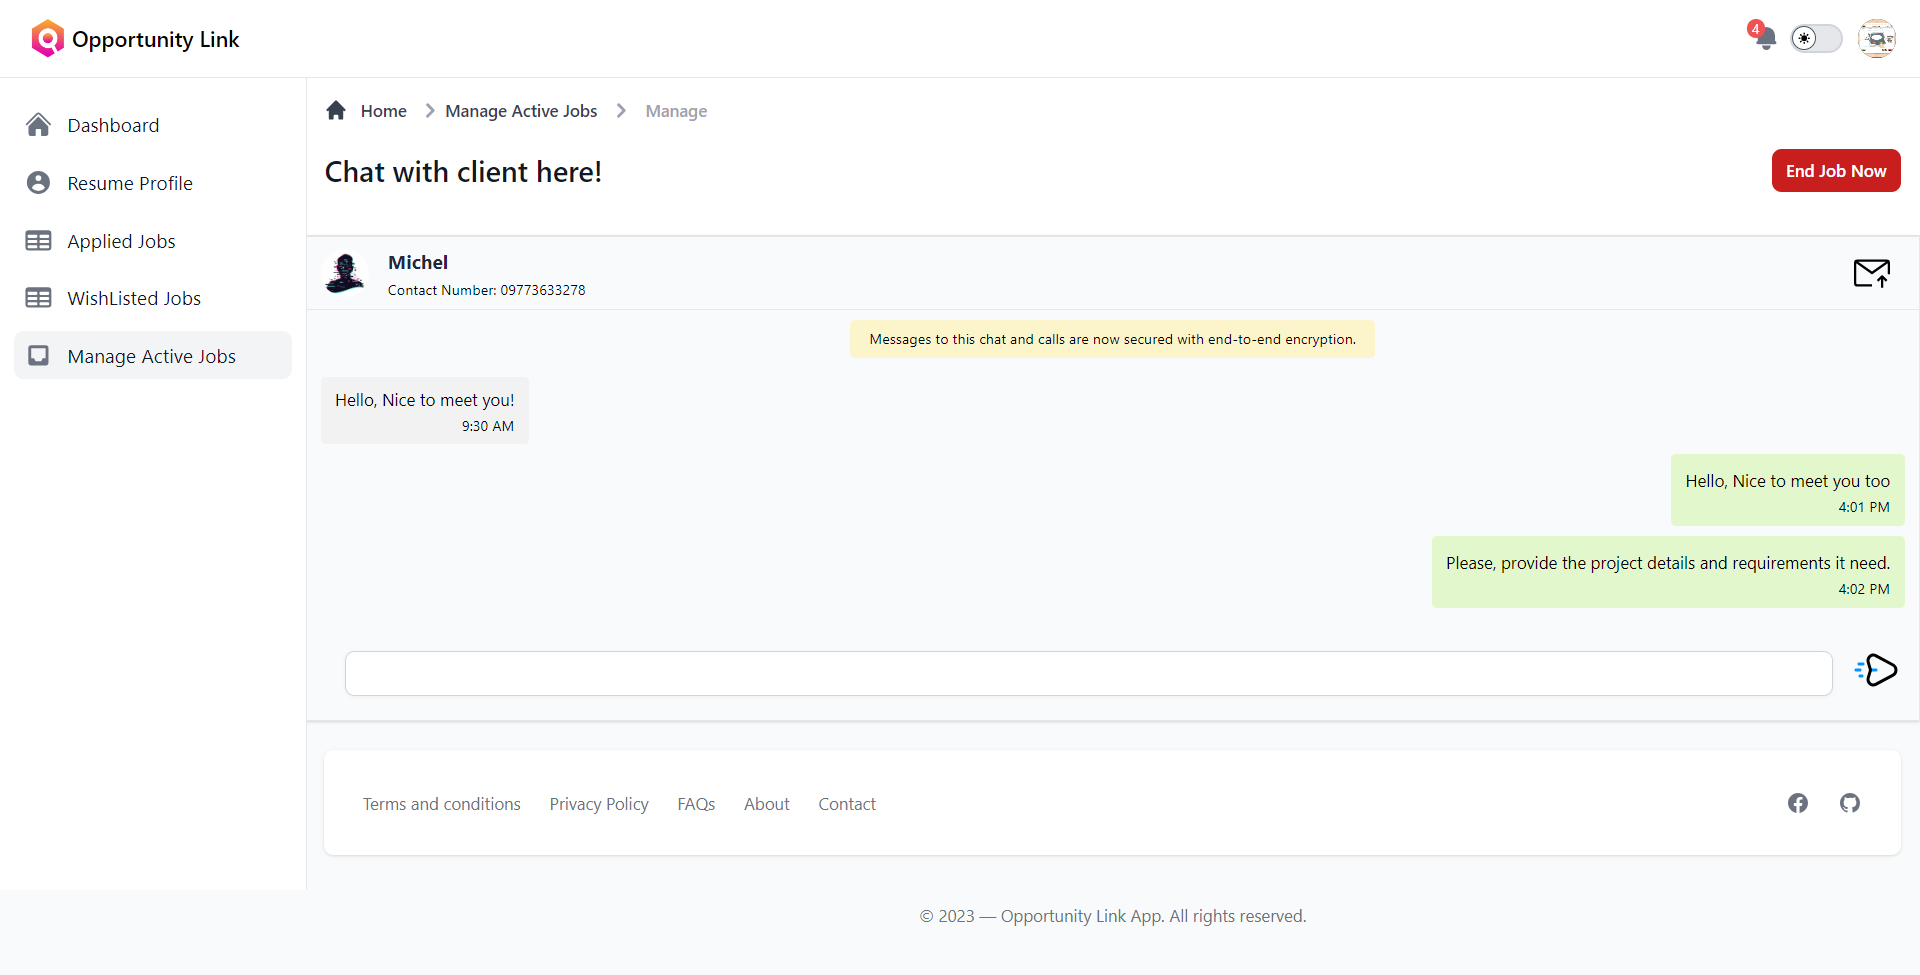 Opportunity Link
4
Dashboard
Resume Profile
Applied Jobs
WishListed Jobs
Manage Active Jobs
Home
Manage Active Jobs
Manage
Chat with client here!
End Job Now
Michel
Contact Number: 09773633278
Messages to this chat and calls are now secured with end-to-end encryption.
Hello, Nice to meet you!
9:30 AM
Hello, Nice to meet you too
4:01 PM
Please, provide the project details and requirements it need.
4:02 PM
Terms and conditions Privacy Policy FAQs About Contact
© 2023 — Opportunity Link App. All rights reserved.